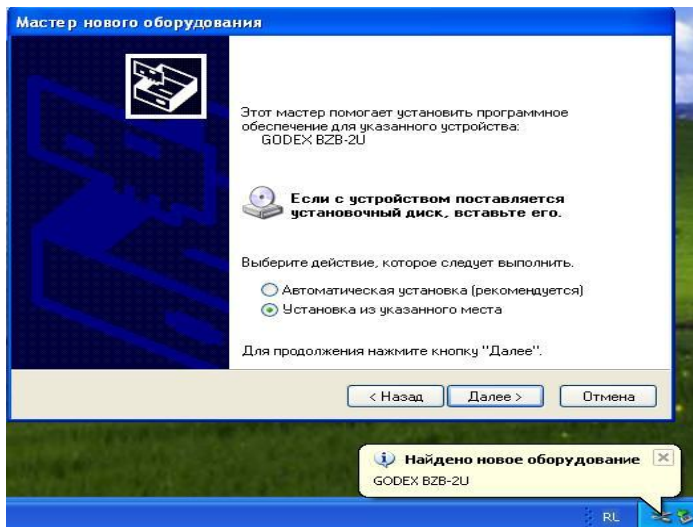 Мастер нового оборудования
Этот мастер помогает установить программное
обеспечение для указанного устройства:
GODEX BZB-2U
Если с устройством поставляется
установочный диск, вставьте его.
Выберите действие, которое следует выполнить.
Автоматическая установка (рекомендуется)
Установка из указанного места
Для продолжения нажмите кнопку "Далее".
< Назад
Далее >
Отмена
Найдено новое оборудование
GODEX BZB-2U
RL